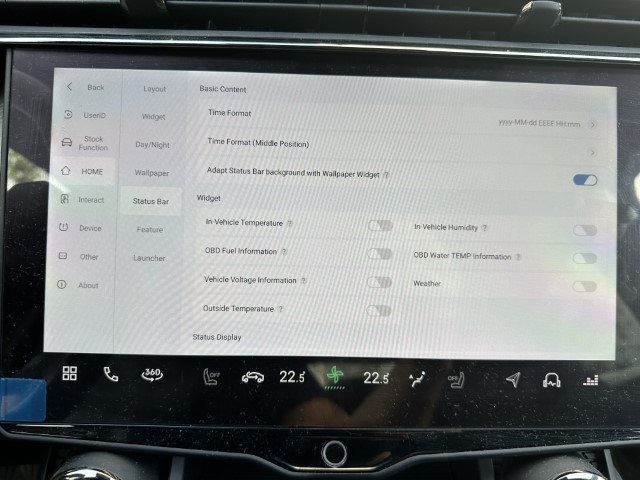 Back
UserID
Stock
Function
HOME
Interact
Device
Other
About
Layout
Widget
Day/Night
Wallpaper
Status Bar
Feature
Launcher
Basic Content
Time Format
yyyy-MM-dd EEEE HH:mm
Time Format (Middle Position)
Adapt Status Bar background with Wallpaper Widget ?
Widget
In-Vehicle Temperature ?
In-Vehicle Humidity ?
OBD Fuel Information ?
OBD Water TEMP Information ?
Vehicle Voltage Information ?
Weather
Outside Temperature ?
Status Display
360
OFF
22.5
22.5
OFF